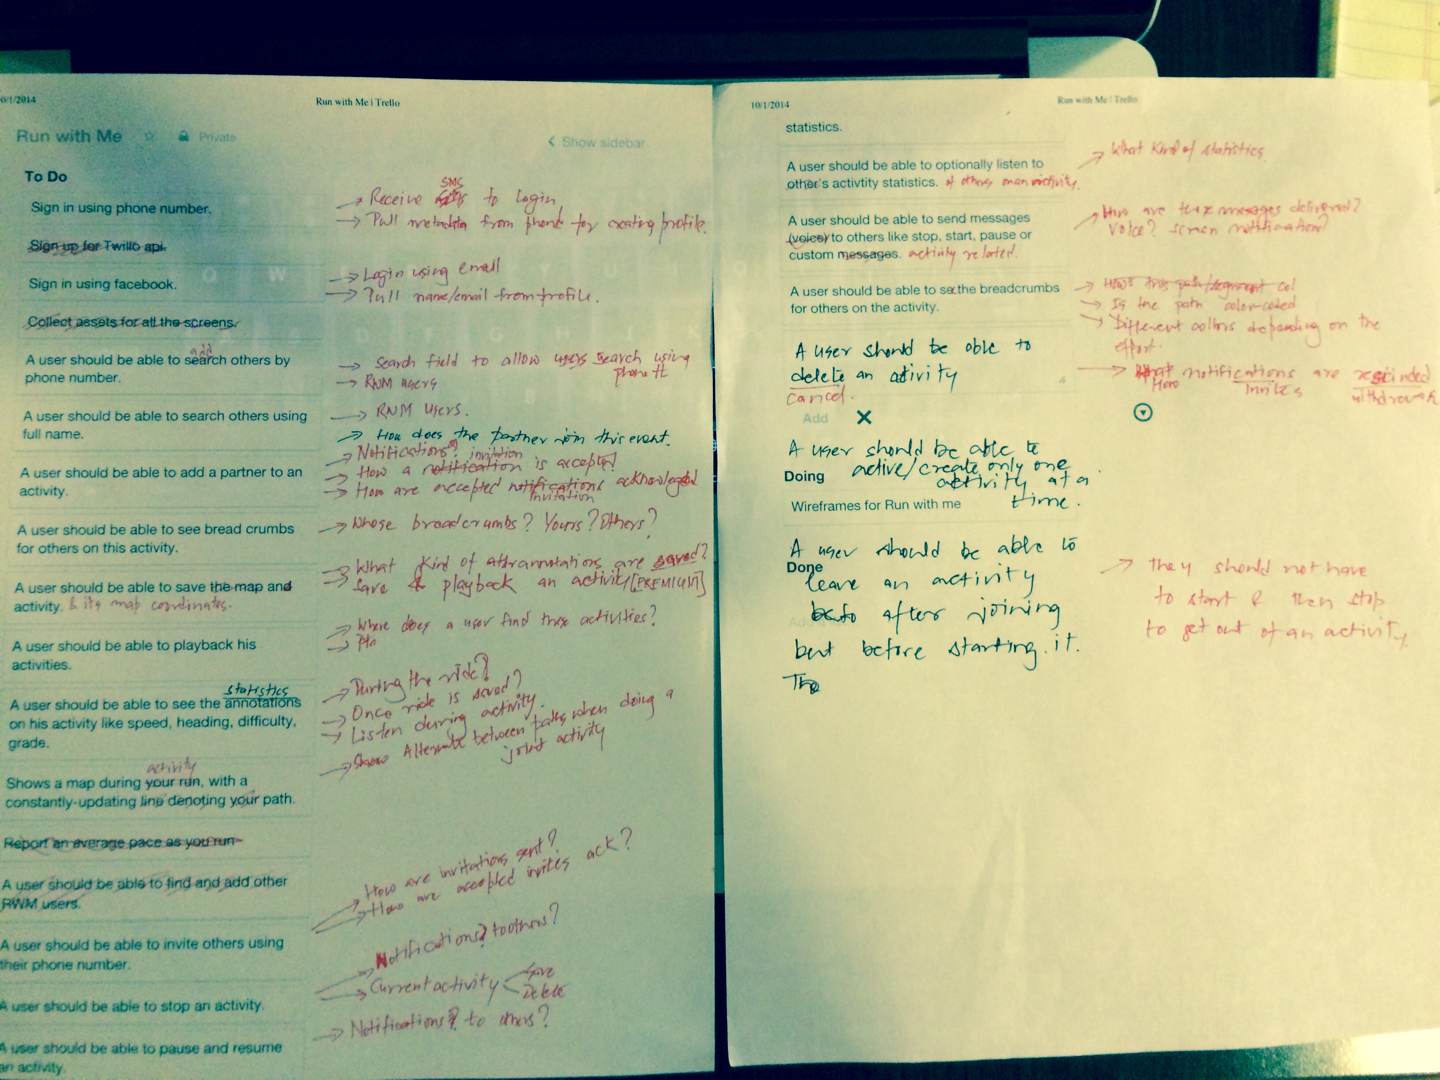 0/1/2014
Run with Me | Trello
Run with Me
Private
< Show sidebar
To Do
Sign in using phone number.
→ Receive SMS to login
→ Pull metadata from phone for creating profile.
Sign up for Twilio api.
Sign in using facebook.
→ Login using email
→ Pull name/email from profile.
Collect assets for all the screens.
add
A user should be able to search others by
phone number.
→ Search field to allow users search using
phone #
→ RNM users
A user should be able to search others using
full name.
→ RNM users.
→ How does the partner join this event.
A user should be able to add a partner to an
activity.
→ Notifications? invitation
→ How a notification is accepted?
→ How are accepted notifications acknowledged
invitation
A user should be able to see bread crumbs
for others on this activity.
→ Whose breadcrumbs? Yours? Others?
A user should be able to save the map and
activity. & its map coordinates.
→ What kind of annotations are saved?
→ Save & playback an activity [PREMIUM]
A user should be able to playback his
activities.
→ Where does a user find these activities?
statistics
A user should be able to see the annotations
on his activity like speed, heading, difficulty,
grade.
→ During the ride?
→ Once ride is saved?
→ Listen during activity.
→ Show Alternate between paths when doing a
joint activity
activity
Shows a map during your run, with a
constantly-updating line denoting your path.
Report an average pace as you run
A user should be able to find and add other
RWM users.
A user should be able to invite others using
their phone number.
→ How are invitations sent?
→ How are accepted invites ack?
A user should be able to stop an activity.
→ Notifications? to others?
→ Current activity < Save
Delete
A user should be able to pause and resume
an activity.
→ Notifications? to others?
10/1/2014
Run with Me | Trello
statistics.
A user should be able to optionally listen to
other's activtity statistics. of others on an activity.
→ What kind of statistics
A user should be able to send messages
(voice) to others like stop, start, pause or
custom messages. activity related.
→ How are these messages delivered?
Voice? Screen notification?
A user should be able to se the breadcrumbs
for others on the activity.
→ How's this path/segment col
→ Is the path color-coded
→ Different colors depending on the
effort.
A user should be able to
delete an activity
cancel.
→ What notifications are rescinded
How invites withdrawn
4
Add
A user should be able to
active/create only one
activity at a
time.
Doing
Wireframes for Run with me
A user should be able to
Done
leave an activity
after joining
but before starting it.
The
→ They should not have
to start & then stop
to get out of an activity.